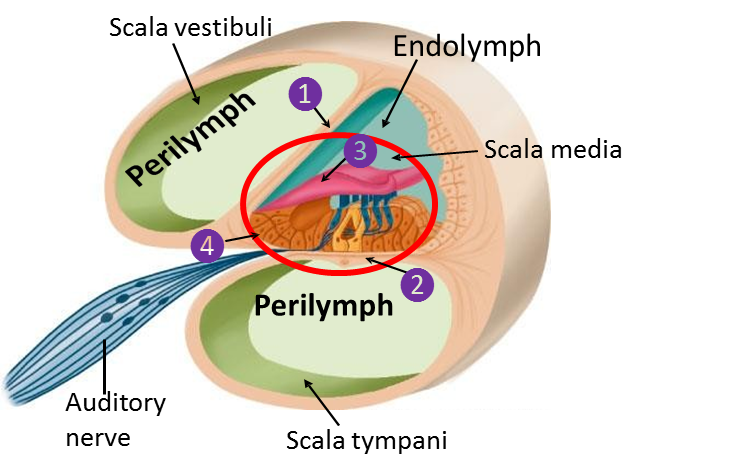 Scala vestibuli
Endolymph
1
Perilymph
3
Scala media
4
2
Perilymph
Auditory
nerve
Scala tympani